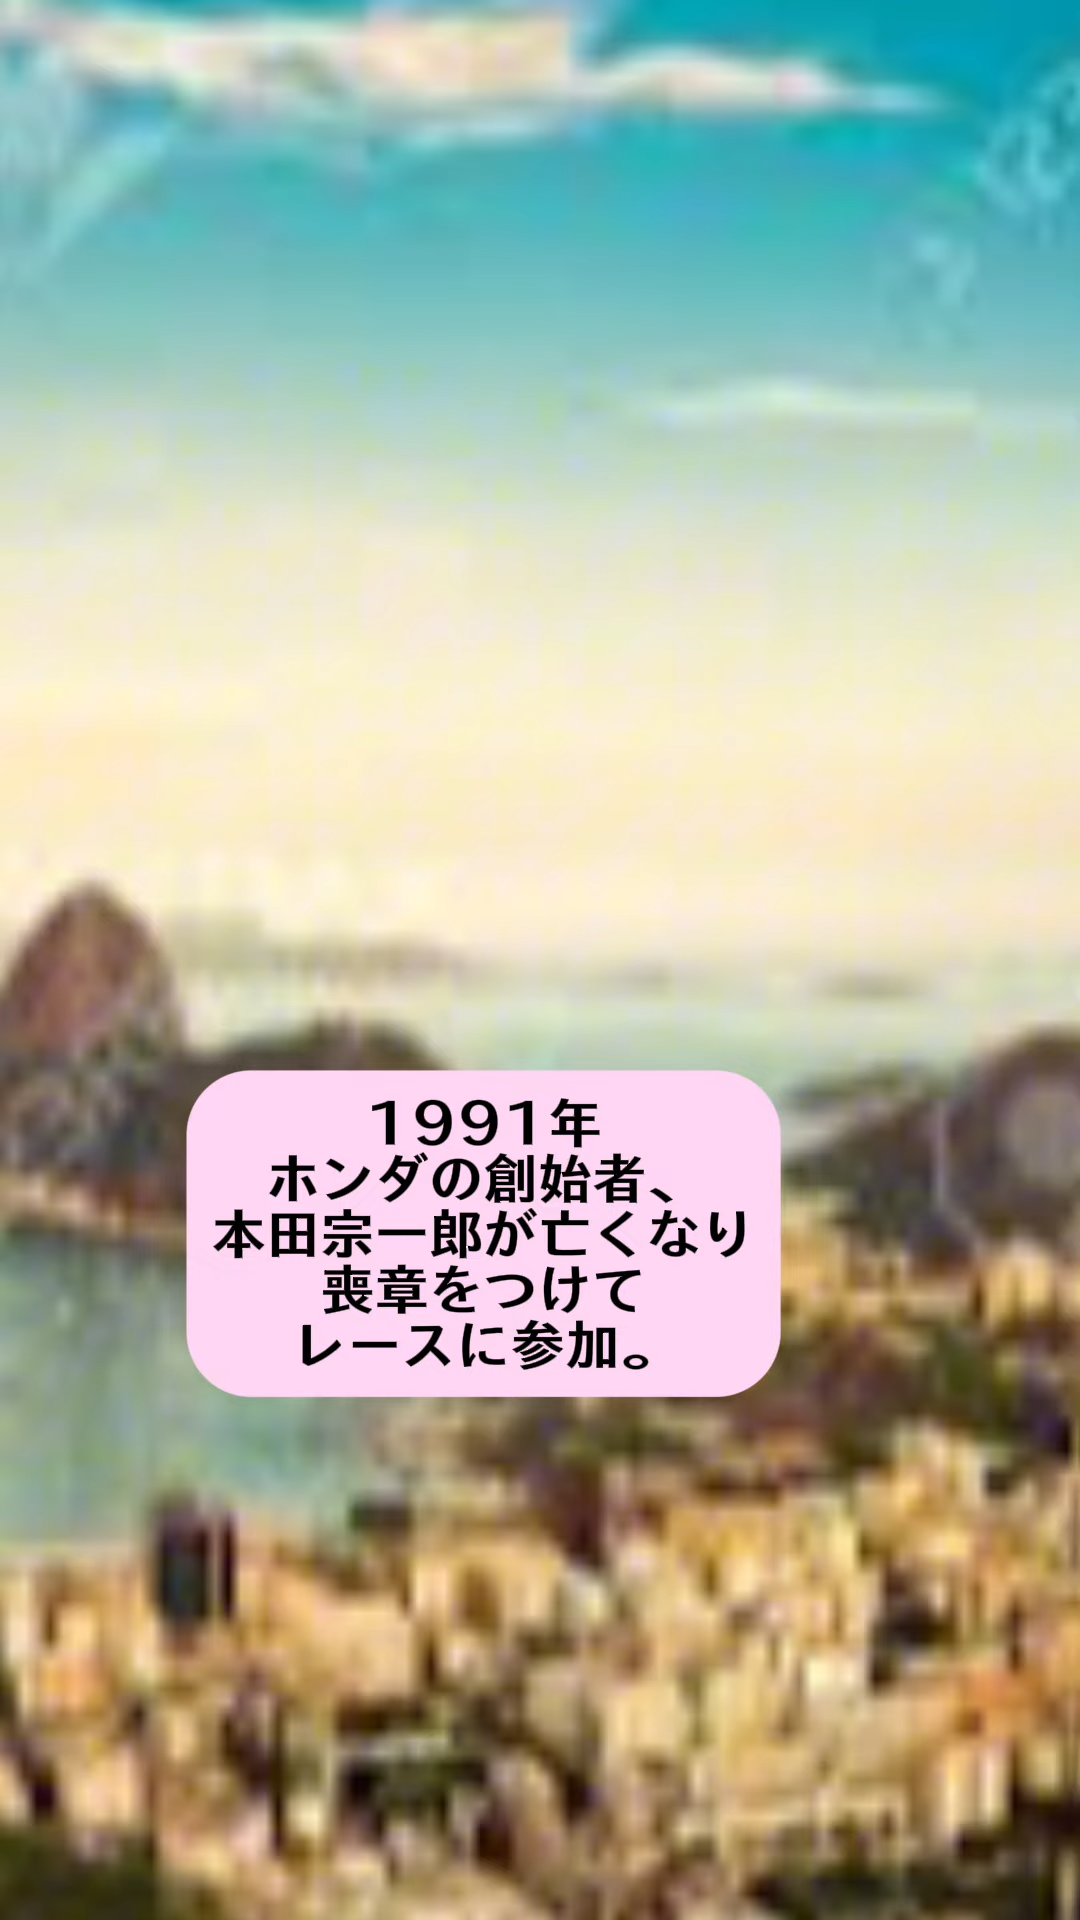 1991年
ホンダの創始者、
本田宗一郎が亡くなり
喪章をつけて
レースに参加。